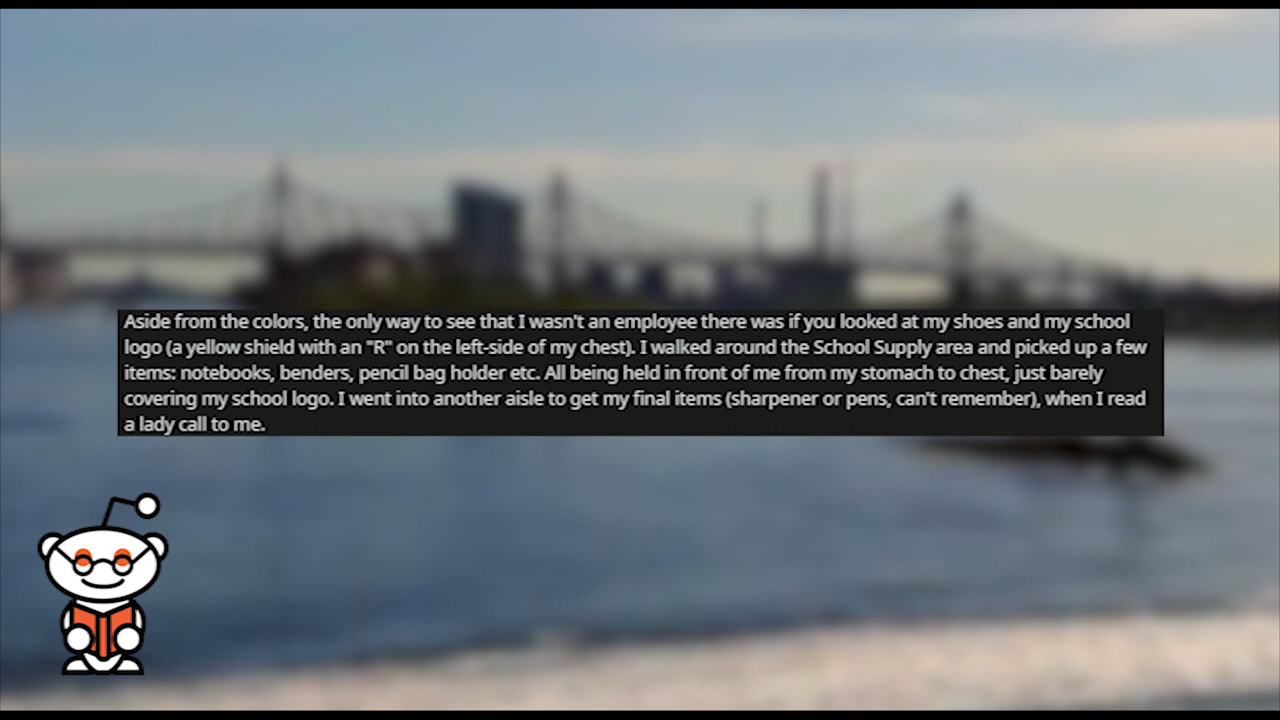 Aside from the colors, the only way to see that I wasn't an employee there was if you looked at my shoes and my school
logo (a yellow shield with an "R" on the left-side of my chest). I walked around the School Supply area and picked up a few
items: notebooks, benders, pencil bag holder etc. All being held in front of me from my stomach to chest, just barely
covering my school logo. I went into another aisle to get my final items (sharpener or pens, can't remember), when I read
a lady call to me.